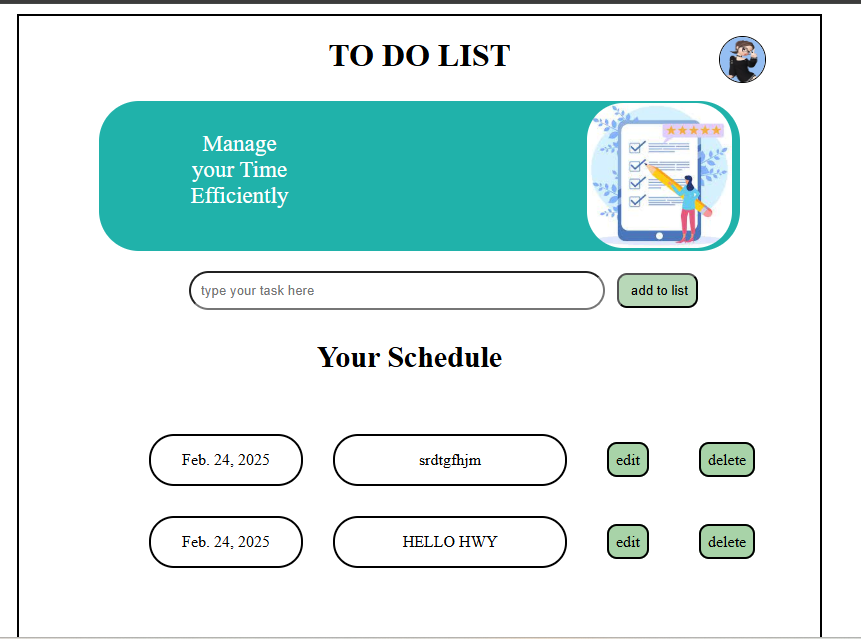 TO DO LIST
Manage
your Time
Efficiently
type your task here
add to list
Your Schedule
Feb. 24, 2025
srdtgfhjm
edit
delete
Feb. 24, 2025
HELLO HWY
edit
delete